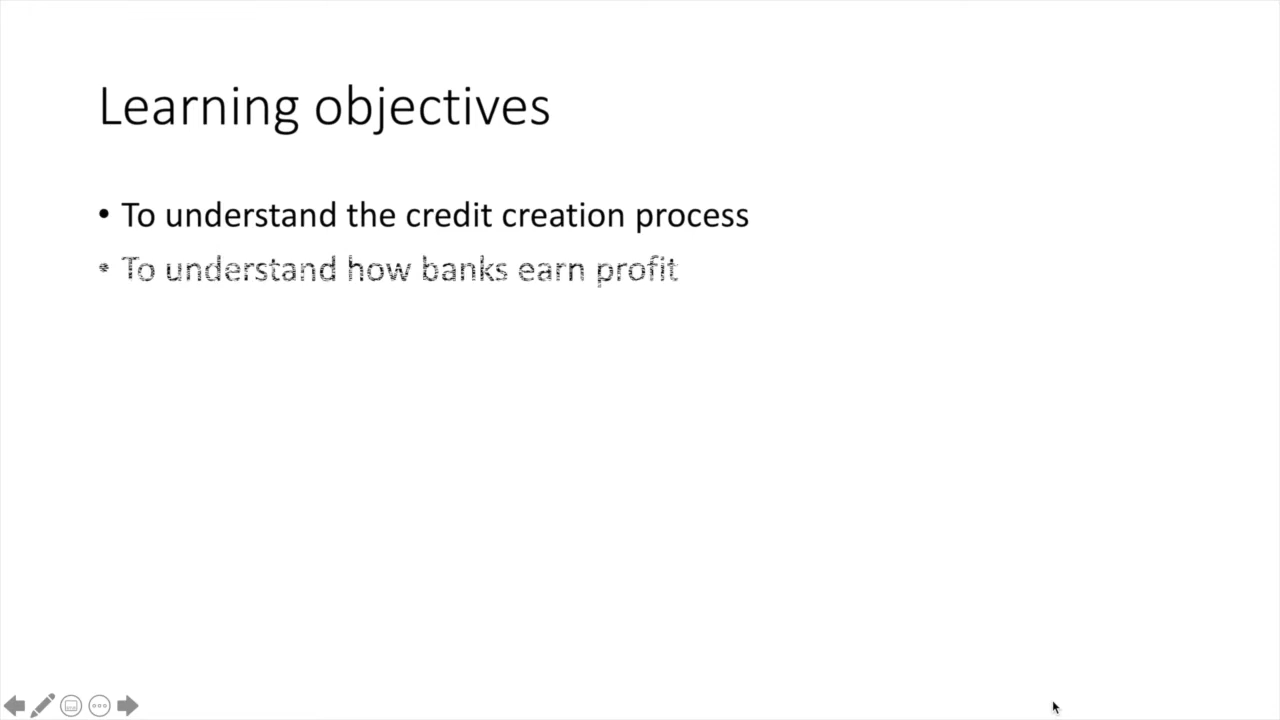 Learning objectives
• To understand the credit creation process
• To understand how banks earn profit